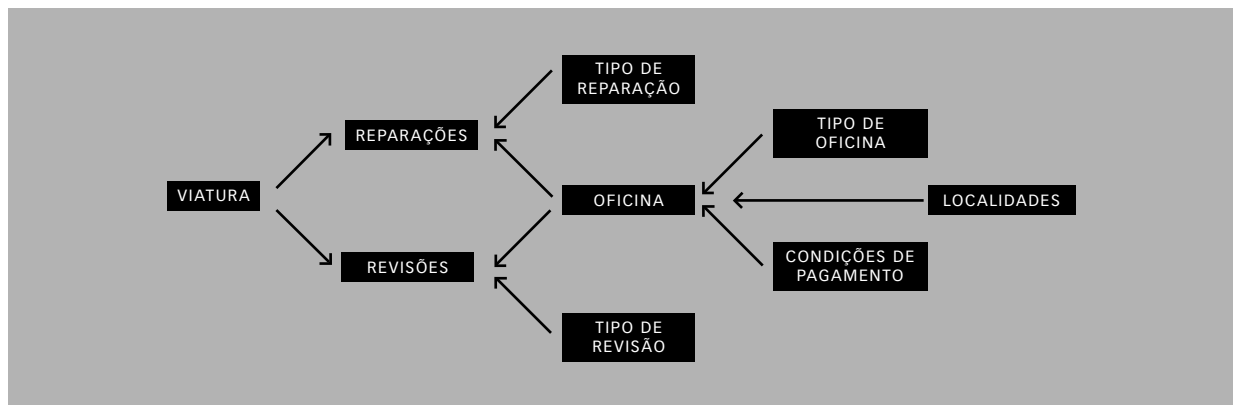 TIPO DE
REPARAÇÃO
REPARAÇÕES
TIPO DE
OFICINA
VIATURA
OFICINA
LOCALIDADES
REVISÕES
CONDIÇÕES DE
PAGAMENTO
TIPO DE
REVISÃO